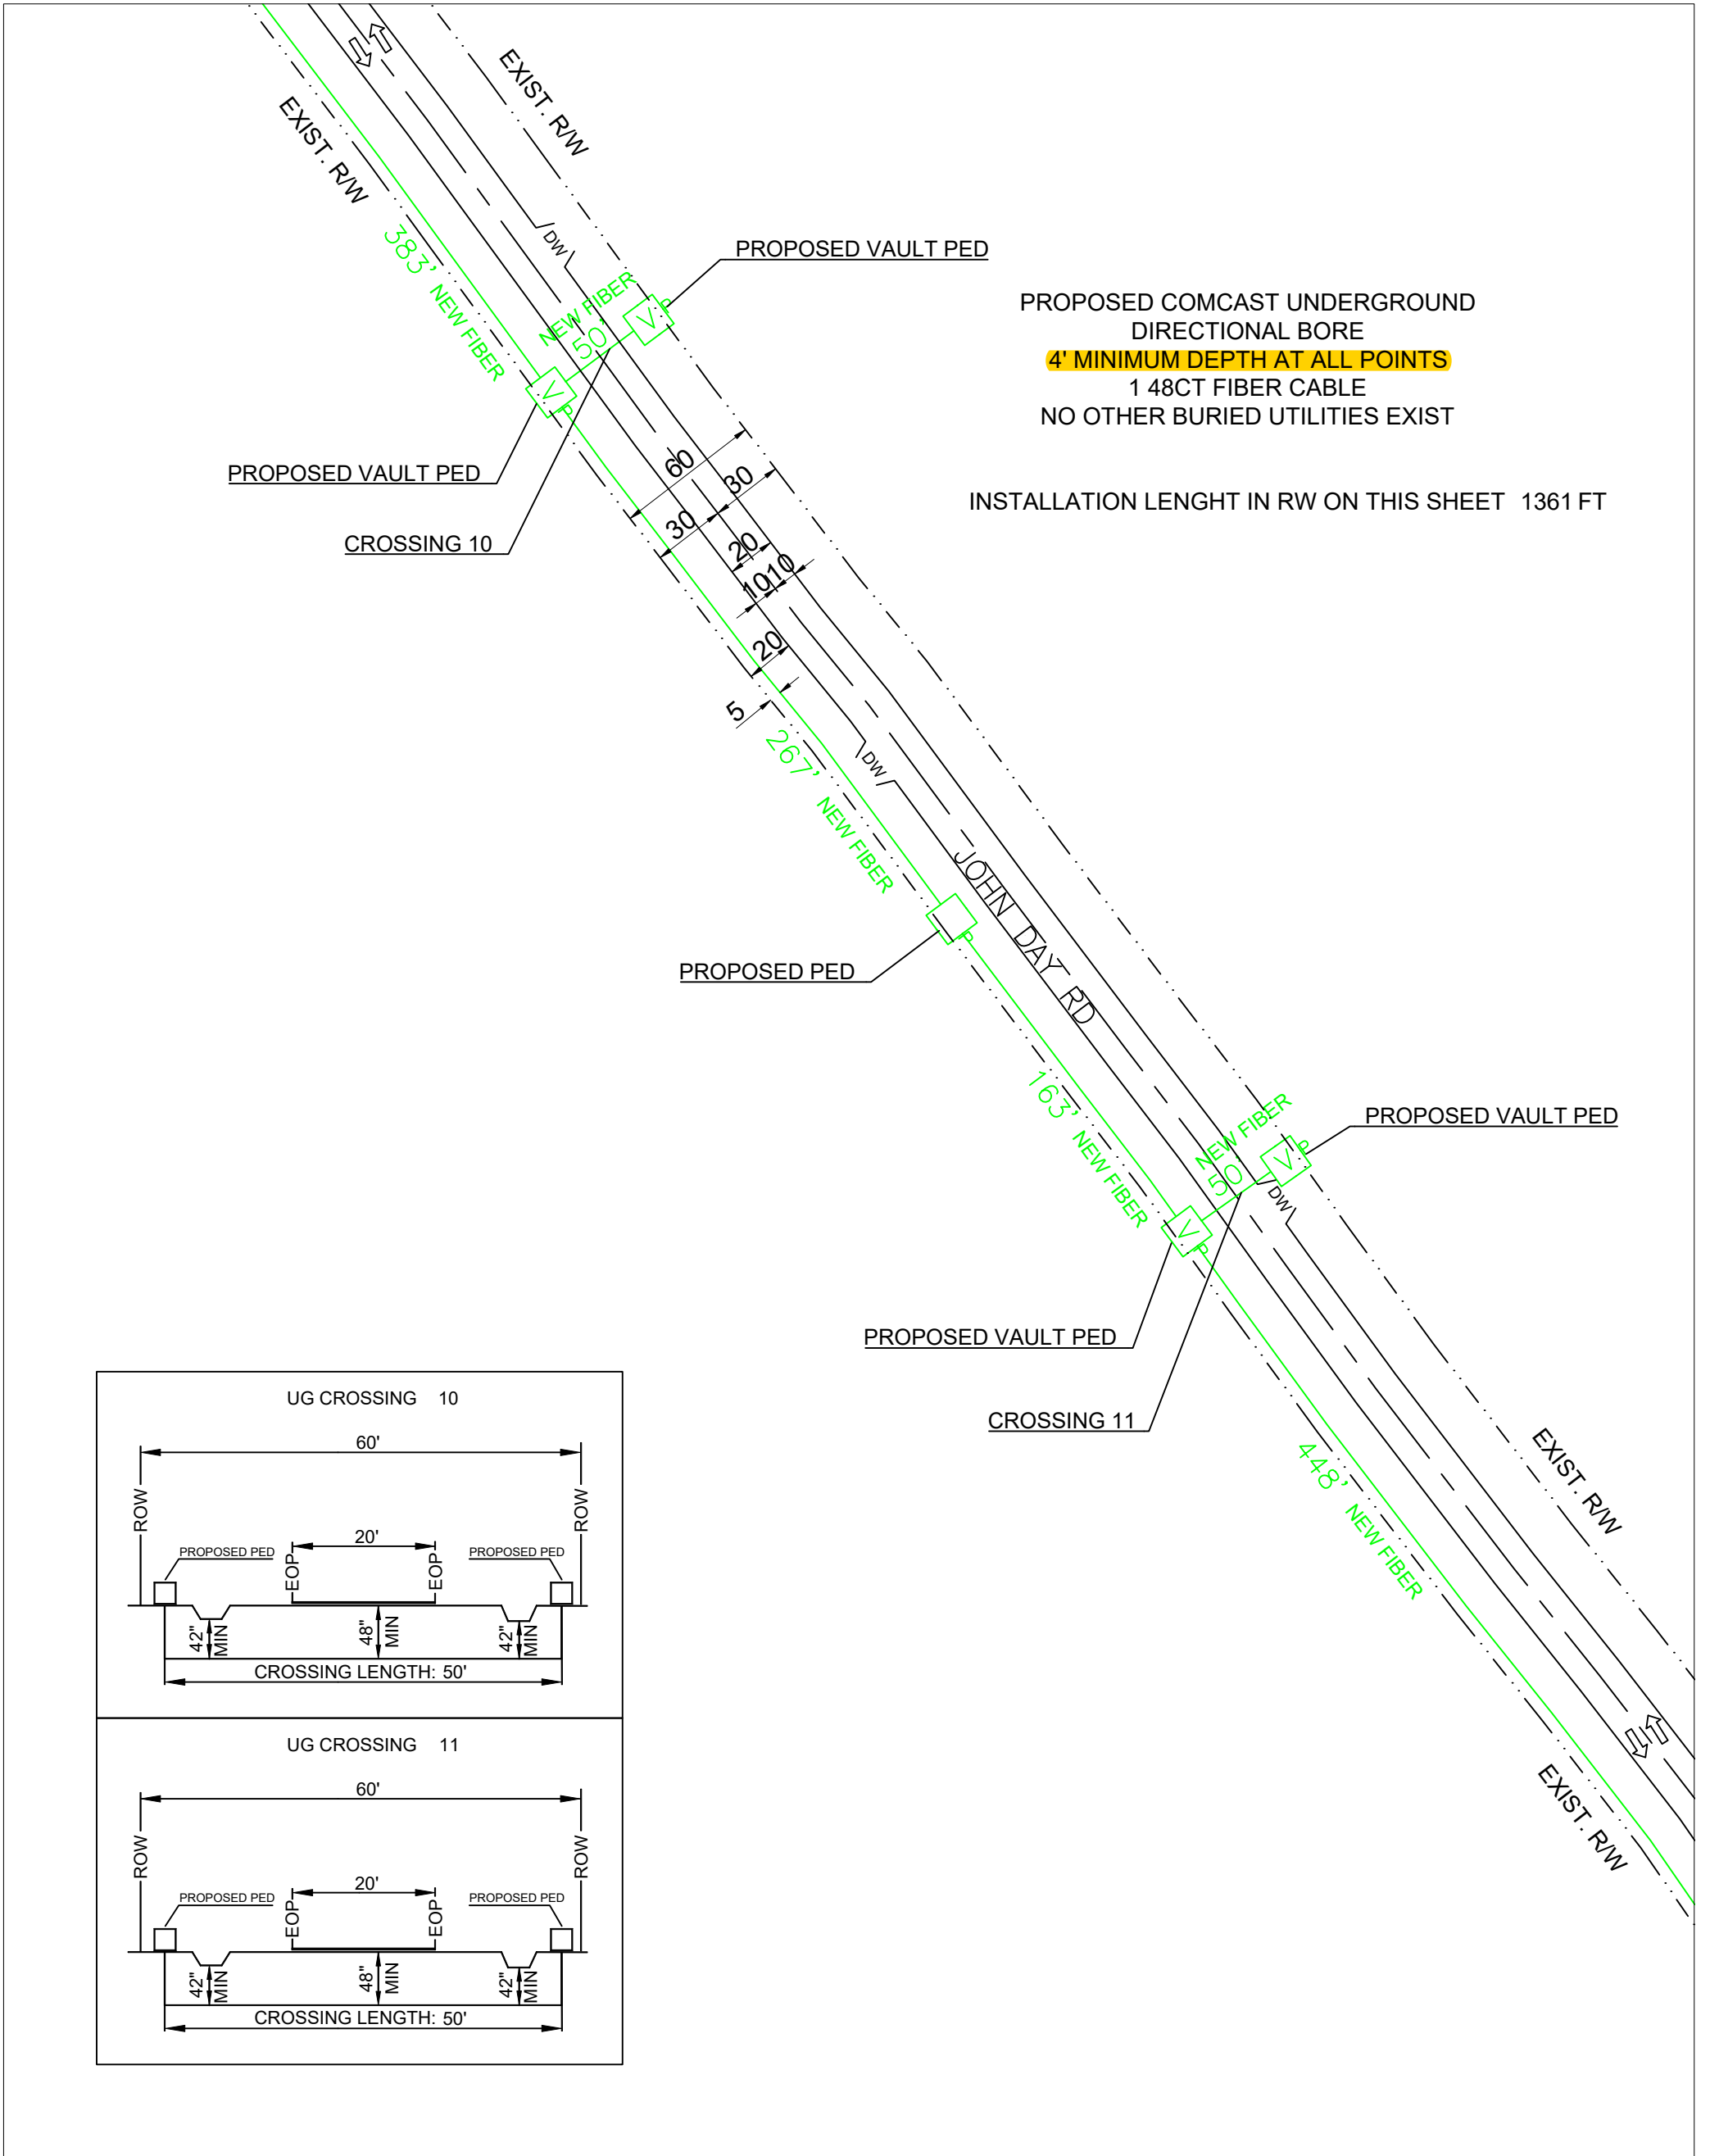 EXIST. R/W
EXIST. R/W
383' NEW FIBER
DW
NEW FIBER
50'
V
P
V
P
PROPOSED VAULT PED
PROPOSED COMCAST UNDERGROUND
DIRECTIONAL BORE
4' MINIMUM DEPTH AT ALL POINTS
1 48CT FIBER CABLE
NO OTHER BURIED UTILITIES EXIST
INSTALLATION LENGHT IN RW ON THIS SHEET 1361 FT
PROPOSED VAULT PED
CROSSING 10
60
30
30
20
10
10
20
5
267' NEW FIBER
DW
JOHN DAY RD
P
PROPOSED PED
163' NEW FIBER
NEW FIBER
50'
V
P
V
P
DW
PROPOSED VAULT PED
PROPOSED VAULT PED
CROSSING 11
448' NEW FIBER
EXIST. R/W
EXIST. R/W
UG CROSSING 10
60'
ROW
ROW
20'
PROPOSED PED
PROPOSED PED
EOP
EOP
42" MIN
48" MIN
42" MIN
CROSSING LENGTH: 50'
UG CROSSING 11
60'
ROW
ROW
20'
PROPOSED PED
PROPOSED PED
EOP
EOP
42" MIN
48" MIN
42" MIN
CROSSING LENGTH: 50'